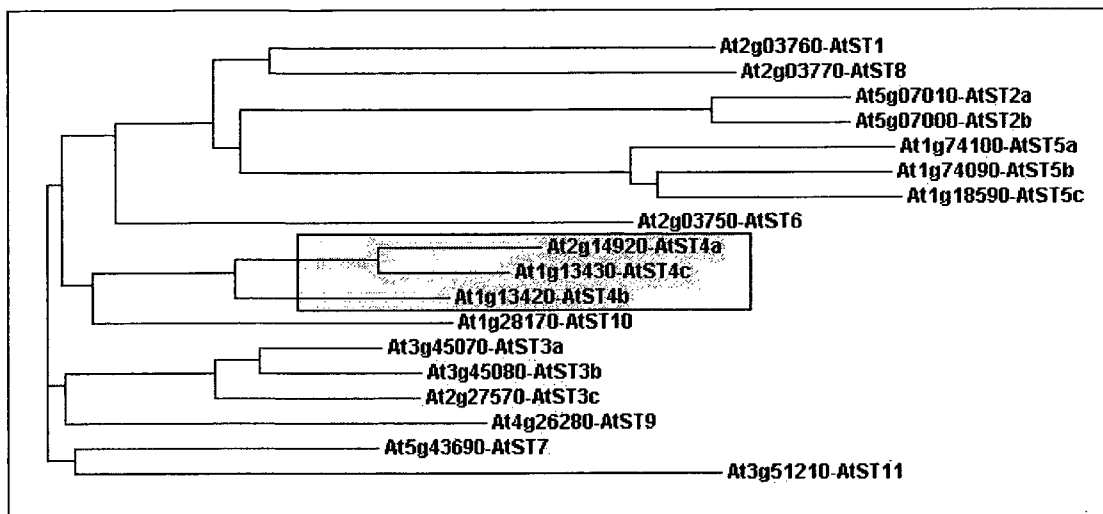 At2g03760-AtST1
At2g03770-AtST8
At5g07010-AtST2a
At5g07000-AtST2b
At1g74100-AtST5a
At1g74090-AtST5b
At1g18590-AtST5c
At2g03750-AtST6
At2g14920-AtST4a
At1g13430-AtST4c
At1g13420-AtST4b
At1g28170-AtST10
At3g45070-AtST3a
At3g45080-AtST3b
At2g27570-AtST3c
At4g26280-AtST9
At5g43690-AtST7
At3g51210-AtST11